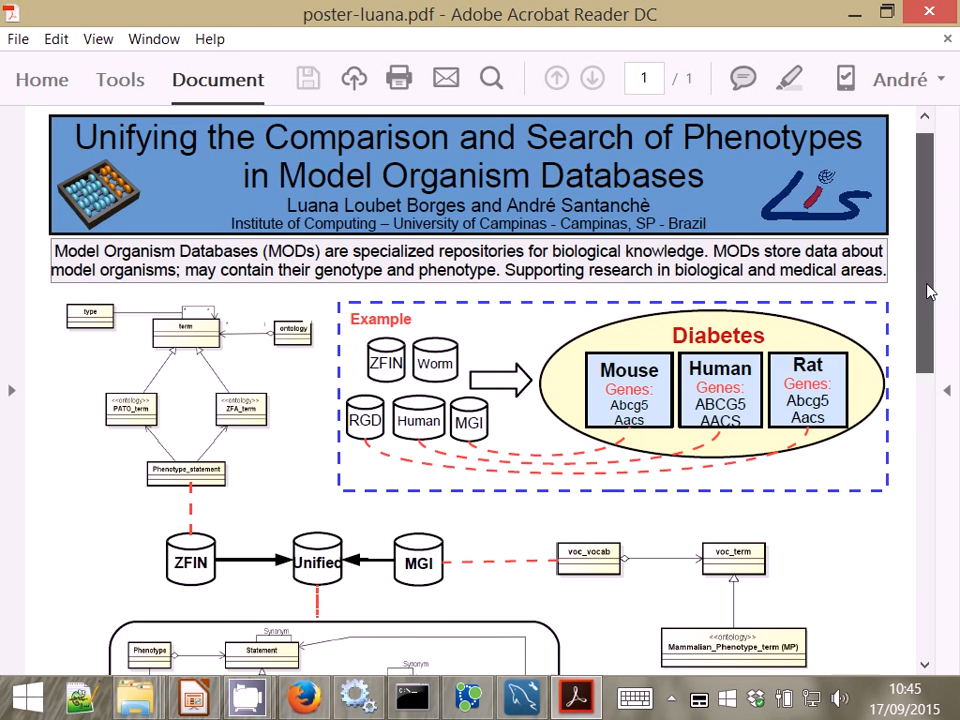 poster-luana.pdf - Adobe Acrobat Reader DC
File Edit View Window Help
Home Tools Document 1 / 1 André
Unifying the Comparison and Search of Phenotypes
in Model Organism Databases
Luana Loubet Borges and André Santanchè
Institute of Computing – University of Campinas - Campinas, SP - Brazil
Lis
Model Organism Databases (MODs) are specialized repositories for biological knowledge. MODs store data about
model organisms; may contain their genotype and phenotype. Supporting research in biological and medical areas.
type
term
ontology
<<ontology>>
PATO_term
<<ontology>>
ZFA_term
Phenotype_statement
Example
ZFIN
Worm
RGD
Human
MGI
Diabetes
Mouse
Genes:
Abcg5
Aacs
Human
Genes:
ABCG5
AACS
Rat
Genes:
Abcg5
Aacs
ZFIN
Unified
MGI
voc_vocab
voc_term
<<ontology>>
Mammalian_Phenotype_term (MP)
Synonym
Phenotype
Statement
Synonym
10:45
17/09/2015